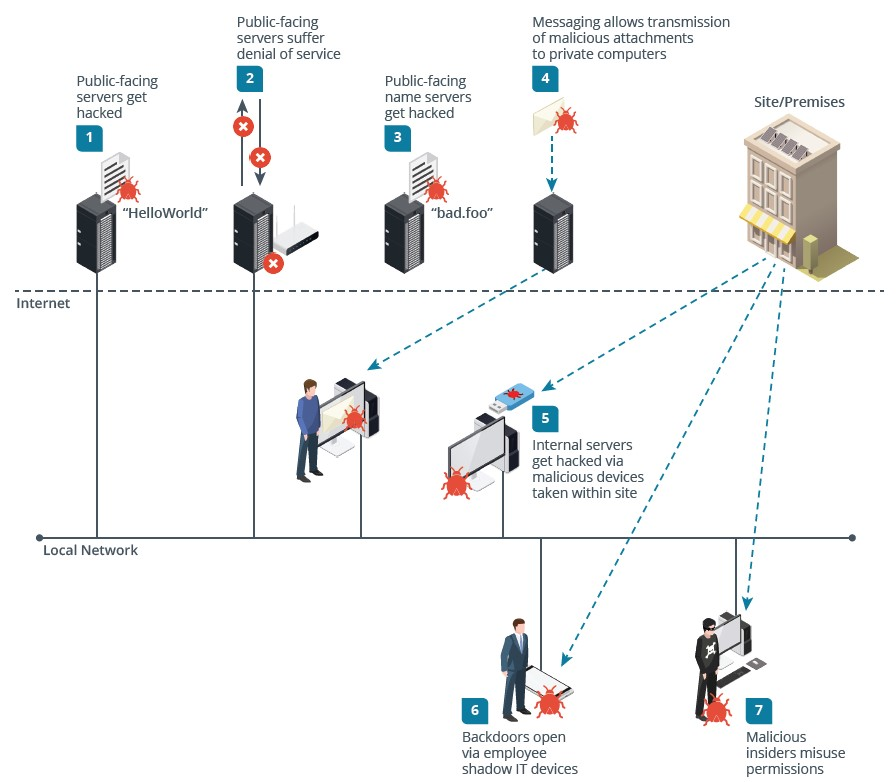 Public-facing
servers get
hacked
1
"HelloWorld"
Public-facing
servers suffer
denial of service
2
Public-facing
name servers
get hacked
3
"bad.foo"
Messaging allows transmission
of malicious attachments
to private computers
4
Site/Premises
Internet
5
Internal servers
get hacked via
malicious devices
taken within site
Local Network
6
Backdoors open
via employee
shadow IT devices
7
Malicious
insiders misuse
permissions